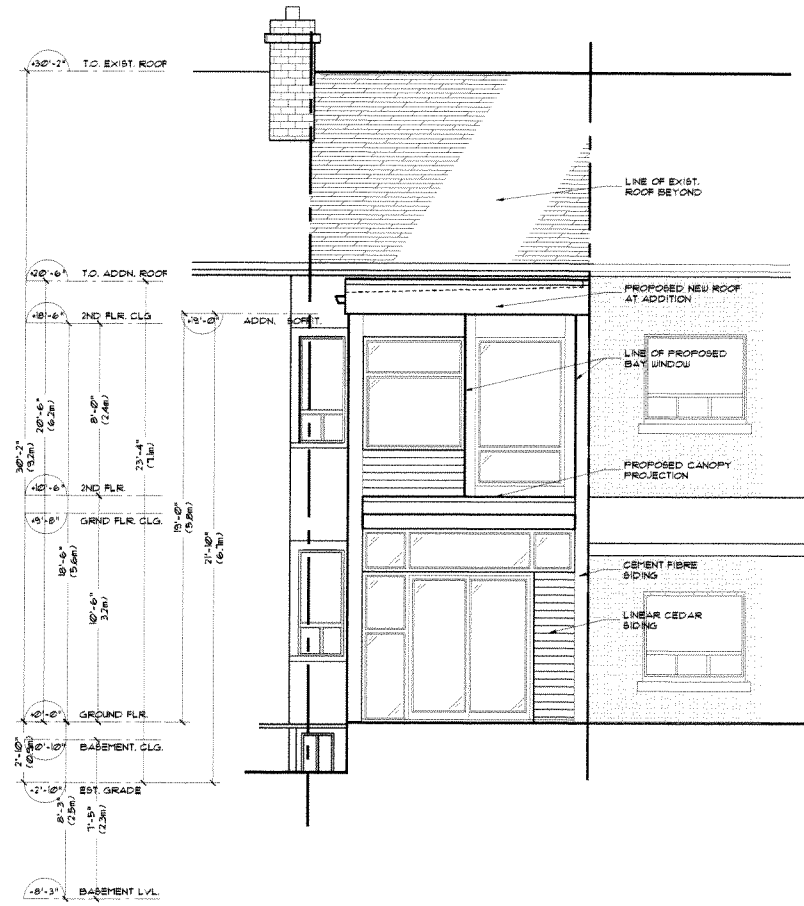 +30'-2" T.O. EXIST. ROOF
LINE OF EXIST.
ROOF BEYOND
+20'-6" T.O. ADDN. ROOF
PROPOSED NEW ROOF
AT ADDITION
+18'-6" 2ND FLR. CLG
+19'-0" ADDN. SOFFIT.
LINE OF PROPOSED
BAY WINDOW
30'-2"
(9.2m)
20'-6"
(6.2m)
8'-0"
(2.4m)
23'-4"
(7.1m)
PROPOSED CANOPY
PROJECTION
+10'-6" 2ND FLR.
+9'-8" GRND FLR. CLG.
18'-6"
(5.6m)
19'-0"
(5.8m)
21'-10"
(6.7m)
10'-6"
3.2m)
CEMENT FIBRE
SIDING
LINEAR CEDAR
SIDING
+0'-0" GROUND FLR.
2'-10"
(0.9m)
-0'-10" BASEMENT. CLG.
-2'-10" EST. GRADE
8'-3"
(2.5m)
7'-5"
(2.3m)
-8'-3" BASEMENT LVL.